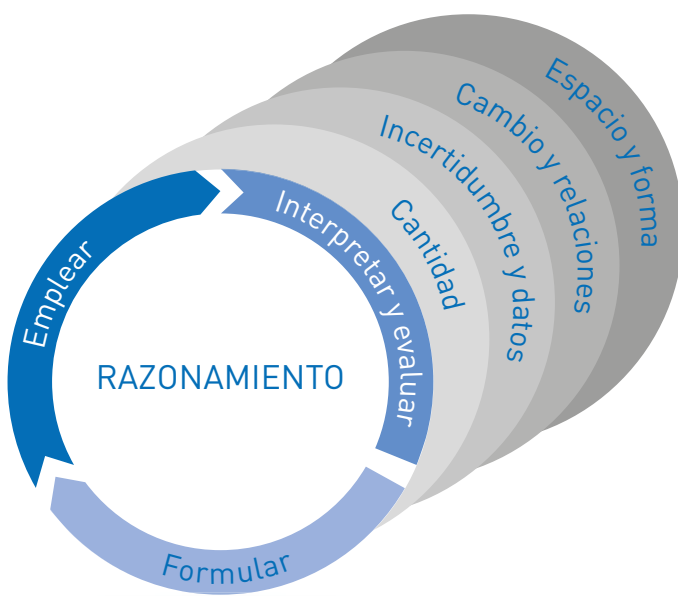 Espacio y forma
Cambio y relaciones
Incertidumbre y datos
Cantidad
Interpretar y evaluar
Emplear
RAZONAMIENTO
Formular